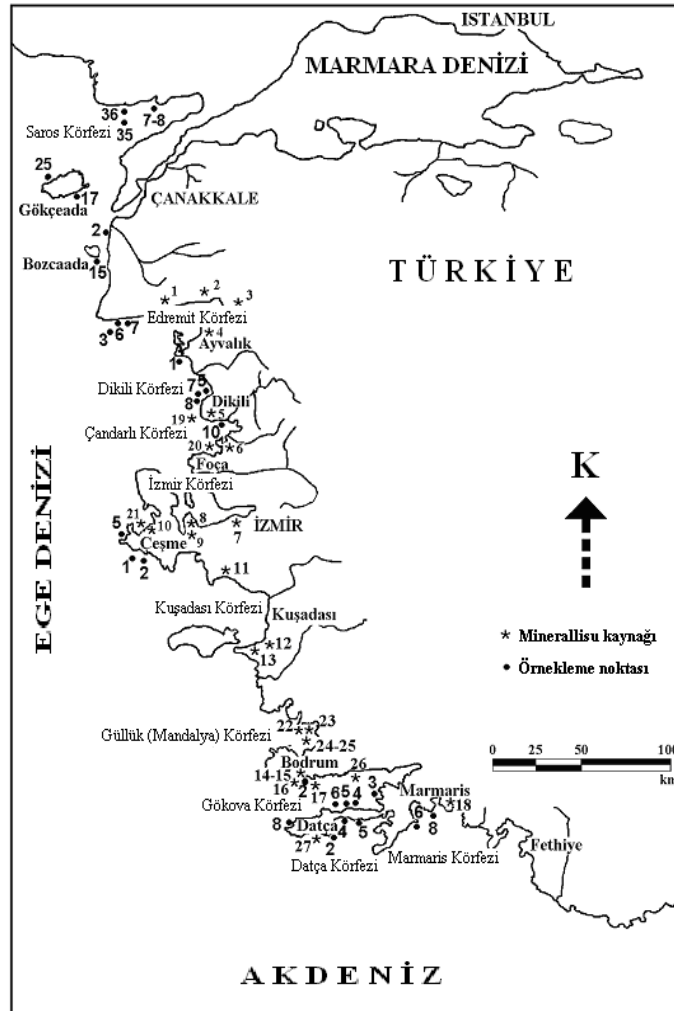 ISTANBUL
MARMARA DENİZİ
36
7-8
35
Saros Körfezi
25
17
Gökçeada
ÇANAKKALE
2
Bozcaada
15
TÜRKİYE
1
2
3
Edremit Körfezi
3
6
7
4
Ayvalık
1
Dikili Körfezi
7
5
8
Dikili
5
19
10
Çandarlı Körfezi
20
6
Foça
İzmir Körfezi
K
21
10
8
İZMİR
7
5
Ceşme
9
1
2
11
EGE DENİZİ
Kuşadası Körfezi
Kuşadası
12
13
* Minerallisu kaynağı
• Örnekleme noktası
22
23
Güllük (Mandalya) Körfezi
24-25
0 25 50 100
km
Bodrum
26
14-15
16
2
17
6
5
4
3
Marmaris
18
Gökova Körfezi
8
Datça
4
5
6
8
27
2
Datça Körfezi
Marmaris Körfezi
Fethiye
AKDENİZ